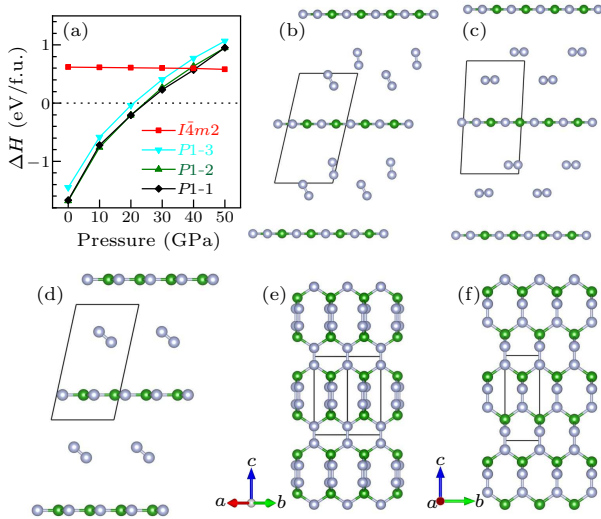 (a)
(b)
(c)
1
0
−1
ΔH (eV/f.u.)
I4̄m2
P1-3
P1-2
P1-1
0 10 20 30 40 50
Pressure (GPa)
(d)
(e)
(f)
c
a
b
c
a
b